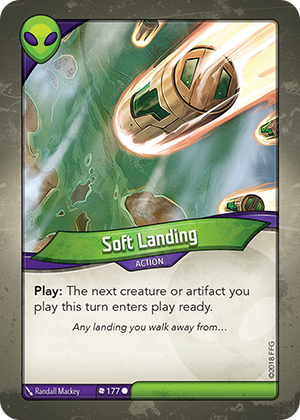 Soft Landing
ACTION
Play: The next creature or artifact you
play this turn enters play ready.
Any landing you walk away from…
©2018 FFG
Randall Mackey
177